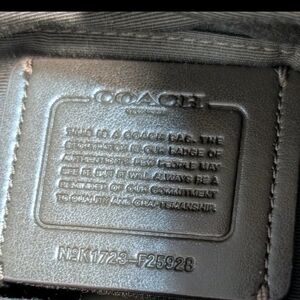 COACH
THIS IS A COACH BAG. THE
CRAFTSMANSHIP IS OUR BADGE OF
AUTHENTICITY. FEW PEOPLE MAY
SEE IT, BUT IT WILL ALWAYS BE A
REMINDER OF OUR COMMITMENT
TO QUALITY AND CRAFTSMANSHIP.
F25928